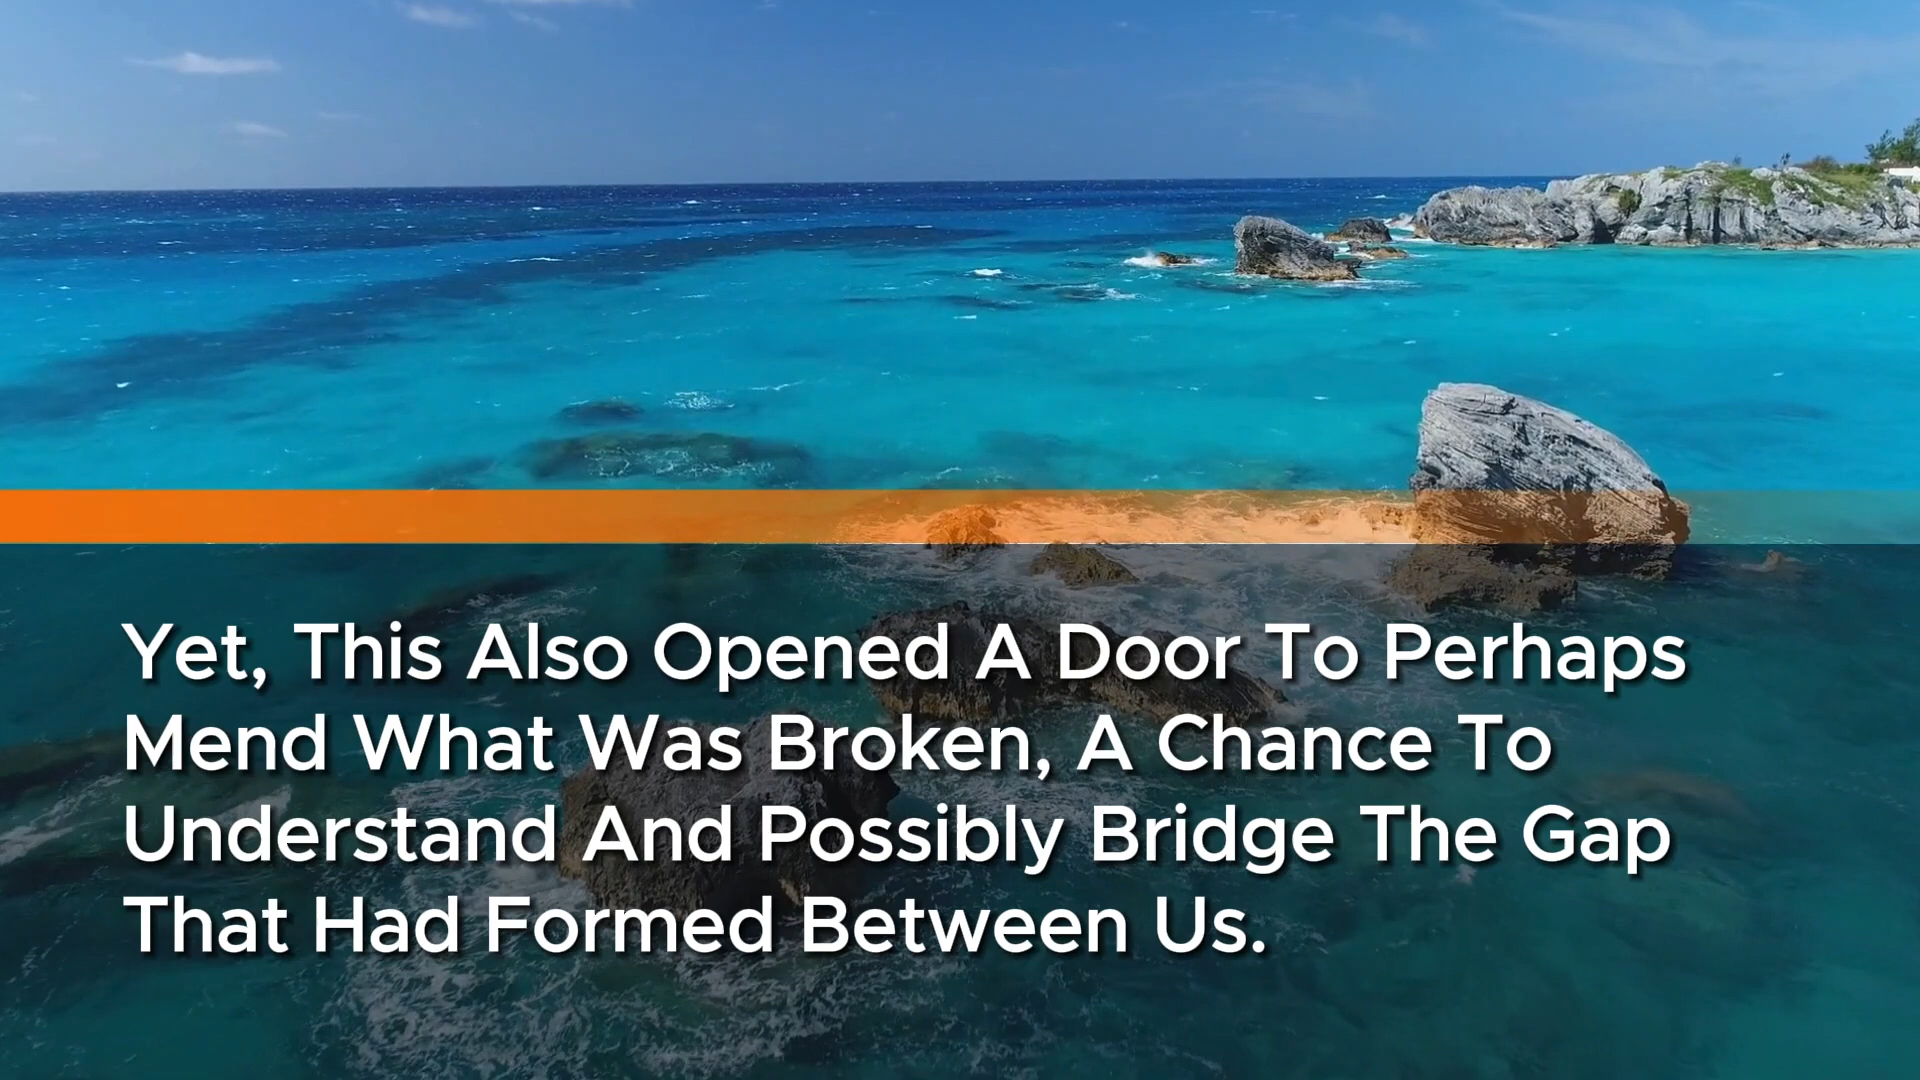 Yet, This Also Opened A Door To Perhaps
Mend What Was Broken, A Chance To
Understand And Possibly Bridge The Gap
That Had Formed Between Us.